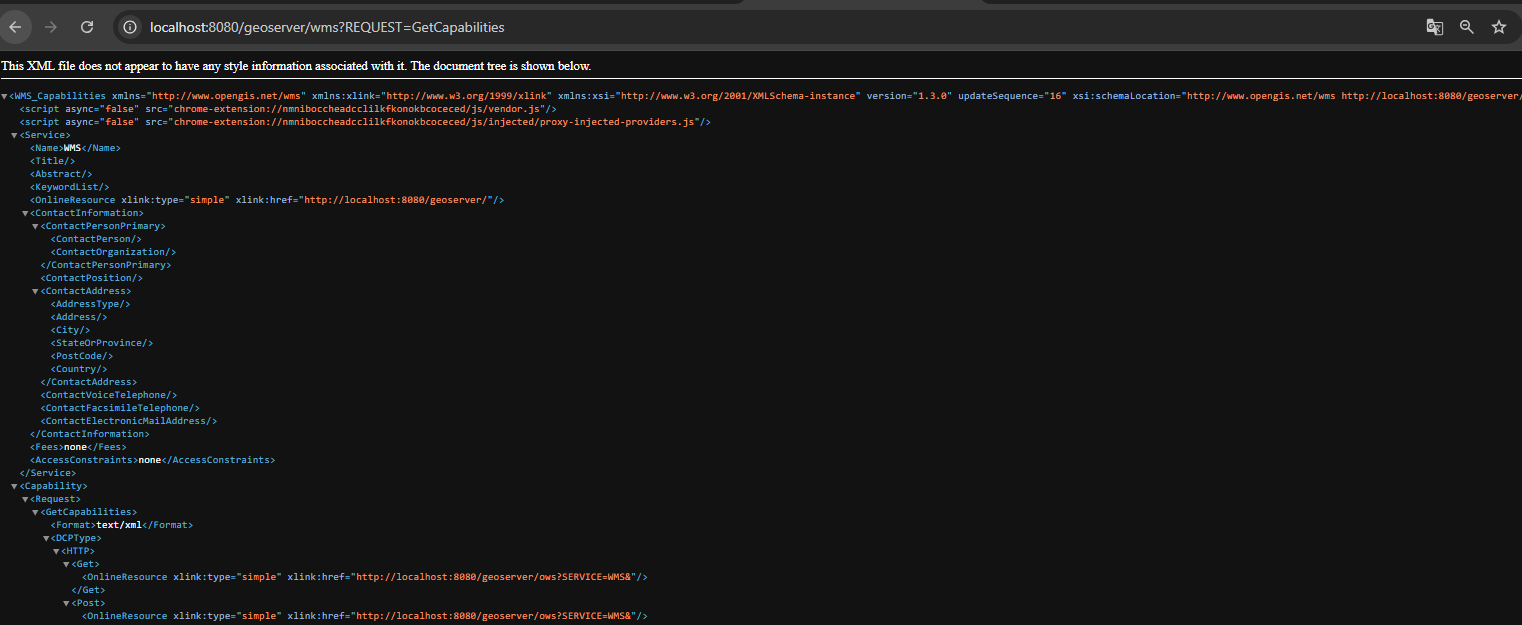 localhost:8080/geoserver/wms?REQUEST=GetCapabilities
This XML file does not appear to have any style information associated with it. The document tree is shown below.
▼<WMS_Capabilities xmlns="http://www.opengis.net/wms" xmlns:xlink="http://www.w3.org/1999/xlink" xmlns:xsi="http://www.w3.org/2001/XMLSchema-instance" version="1.3.0" updateSequence="16" xsi:schemaLocation="http://www.opengis.net/wms http://localhost:8080/geoserver/
<script async="false" src="chrome-extension://nmniboccheadcclilkfkonokbcoceced/js/vendor.js"/>
<script async="false" src="chrome-extension://nmniboccheadcclilkfkonokbcoceced/js/injected/proxy-injected-providers.js"/>
▼<Service>
<Name>WMS</Name>
<Title/>
<Abstract/>
<KeywordList/>
<OnlineResource xlink:type="simple" xlink:href="http://localhost:8080/geoserver/"/>
▼<ContactInformation>
▼<ContactPersonPrimary>
<ContactPerson/>
<ContactOrganization/>
</ContactPersonPrimary>
<ContactPosition/>
▼<ContactAddress>
<AddressType/>
<Address/>
<City/>
<StateOrProvince/>
<PostCode/>
<Country/>
</ContactAddress>
<ContactVoiceTelephone/>
<ContactFacsimileTelephone/>
<ContactElectronicMailAddress/>
</ContactInformation>
<Fees>none</Fees>
<AccessConstraints>none</AccessConstraints>
</Service>
▼<Capability>
▼<Request>
▼<GetCapabilities>
<Format>text/xml</Format>
▼<DCPType>
▼<HTTP>
▼<Get>
<OnlineResource xlink:type="simple" xlink:href="http://localhost:8080/geoserver/ows?SERVICE=WMS&"/>
</Get>
▼<Post>
<OnlineResource xlink:type="simple" xlink:href="http://localhost:8080/geoserver/ows?SERVICE=WMS&"/>